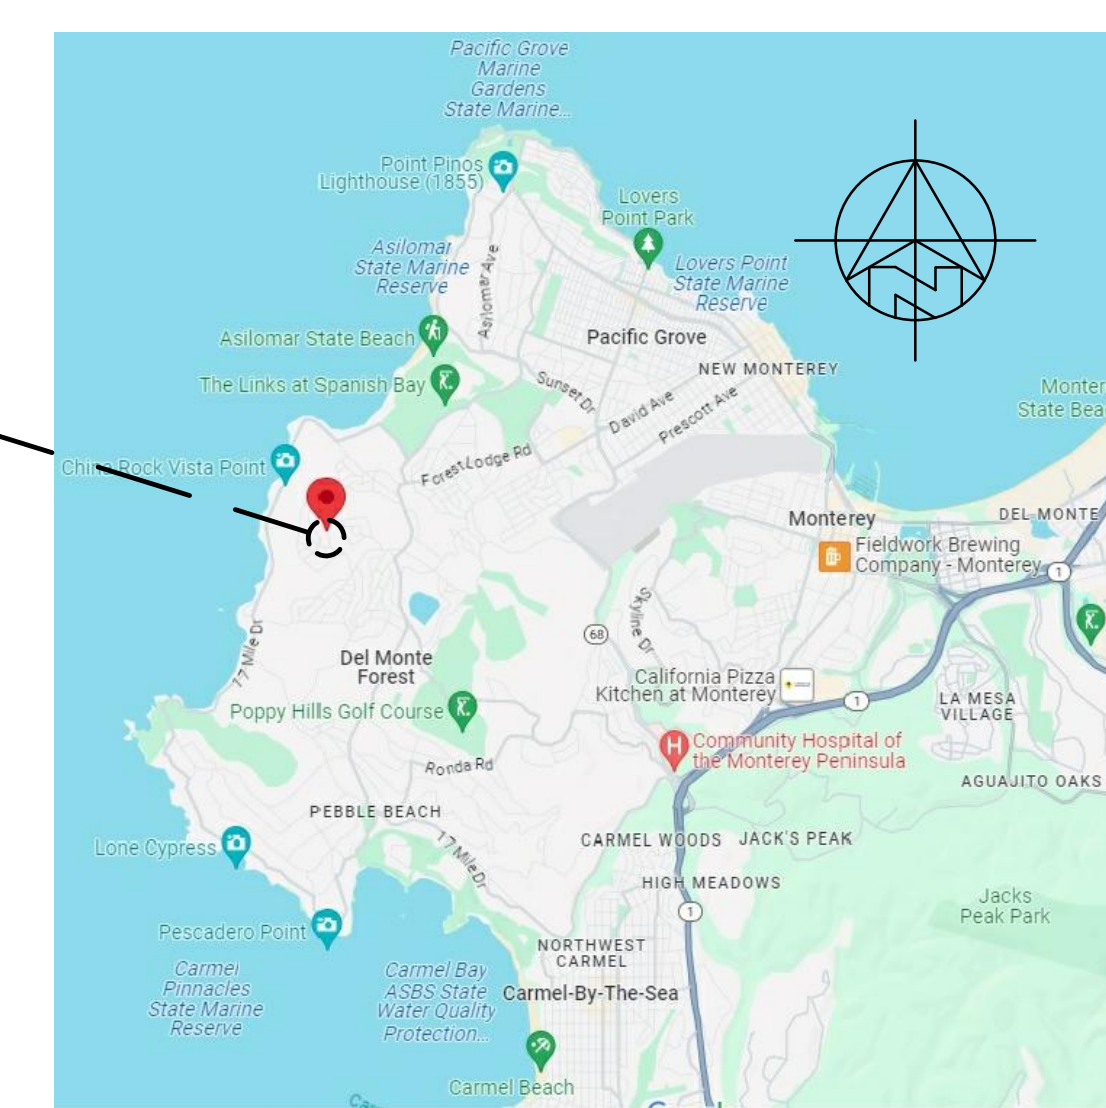 Pacific Grove
Marine
Gardens
State Marine...
Point Pinos
Lighthouse (1855)
Lovers
Point Park
Asilomar
State Marine
Reserve
Asilomar Ave
Lovers Point
State Marine
Reserve
N
Asilomar State Beach
Pacific Grove
NEW MONTEREY
The Links at Spanish Bay
Sunset Dr
David Ave
Prescott Ave
Monter
State Bea
China Rock Vista Point
Forest Lodge Rd
Monterey
DEL MONTE
Fieldwork Brewing
Company - Monterey
1
17 Mile Dr
68
Skyline Dr
Del Monte
Forest
California Pizza
Kitchen at Monterey
1
LA MESA
VILLAGE
Poppy Hills Golf Course
H
Community Hospital of
the Monterey Peninsula
Ronda Rd
AGUAJITO OAKS
PEBBLE BEACH
17 Mile Dr
CARMEL WOODS
JACK'S PEAK
Lone Cypress
HIGH MEADOWS
Jacks
Peak Park
1
Pescadero Point
NORTHWEST
CARMEL
Carmel
Pinnacles
State Marine
Reserve
Carmel Bay
ASBS State
Water Quality
Protection...
Carmel-By-The-Sea
Carmel Beach